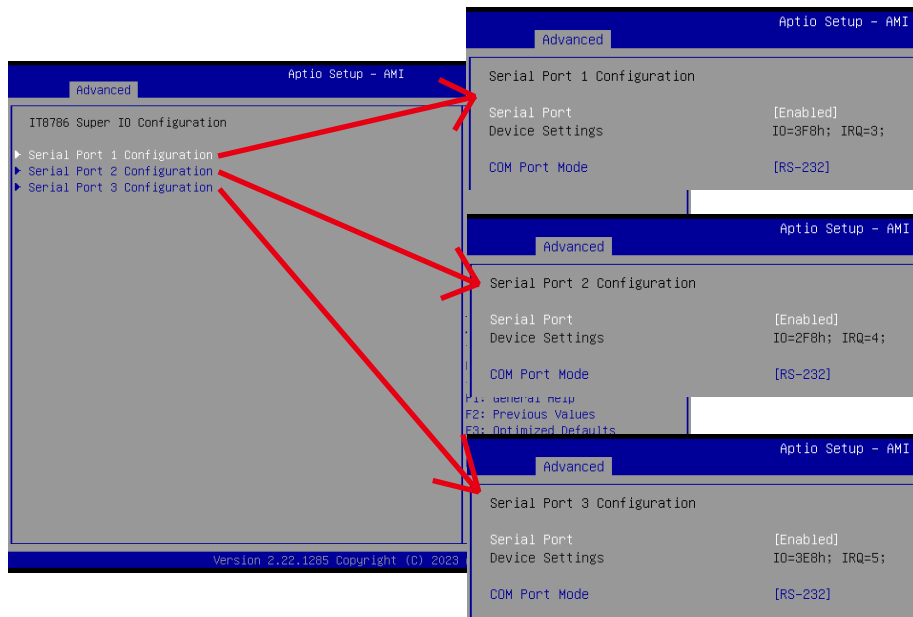 Aptio Setup - AMI
Advanced
IT8786 Super IO Configuration
Serial Port 1 Configuration
Serial Port 2 Configuration
Serial Port 3 Configuration
Version 2.22.1285 Copyright (C) 2023
Aptio Setup - AMI
Advanced
Serial Port 1 Configuration
Serial Port [Enabled]
Device Settings IO=3F8h; IRQ=3;
COM Port Mode [RS-232]
Aptio Setup - AMI
Advanced
Serial Port 2 Configuration
Serial Port [Enabled]
Device Settings IO=2F8h; IRQ=4;
COM Port Mode [RS-232]
F1: General Help
F2: Previous Values
F3: Optimized Defaults
Aptio Setup - AMI
Advanced
Serial Port 3 Configuration
Serial Port [Enabled]
Device Settings IO=3E8h; IRQ=5;
COM Port Mode [RS-232]